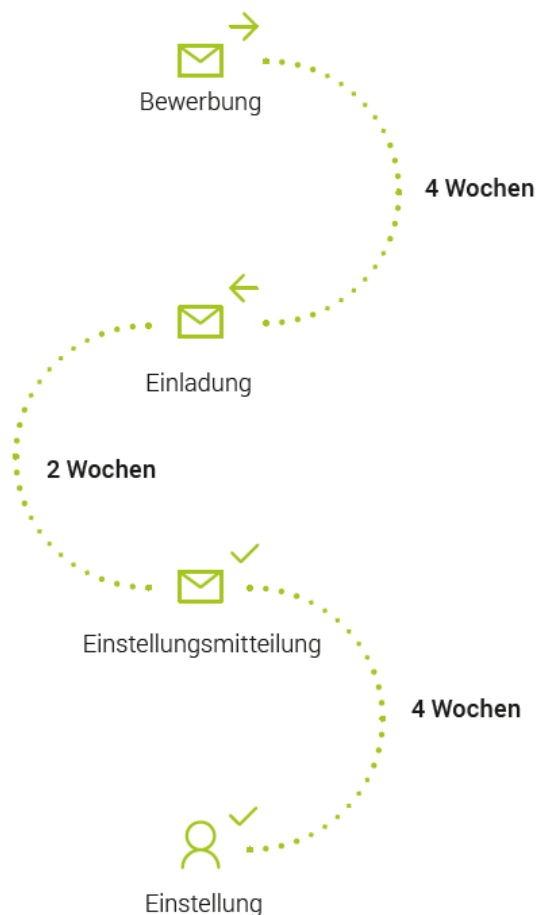 Bewerbung
4 Wochen
Einladung
2 Wochen
Einstellungsmitteilung
4 Wochen
Einstellung